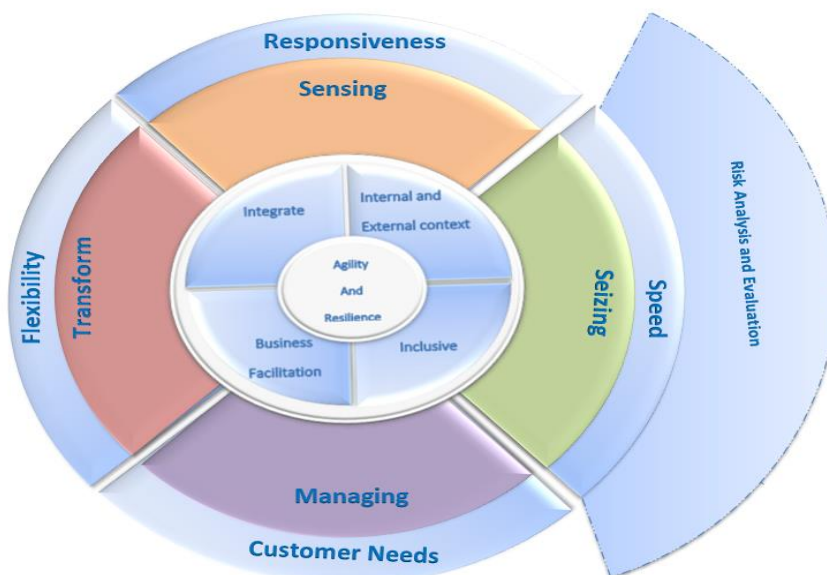 Responsiveness
Sensing
Integrate
Internal and
External context
Agility
And
Resilience
Business
Facilitation
Inclusive
Flexibility
Transform
Seizing
Speed
Risk Analysis and Evaluation
Managing
Customer Needs